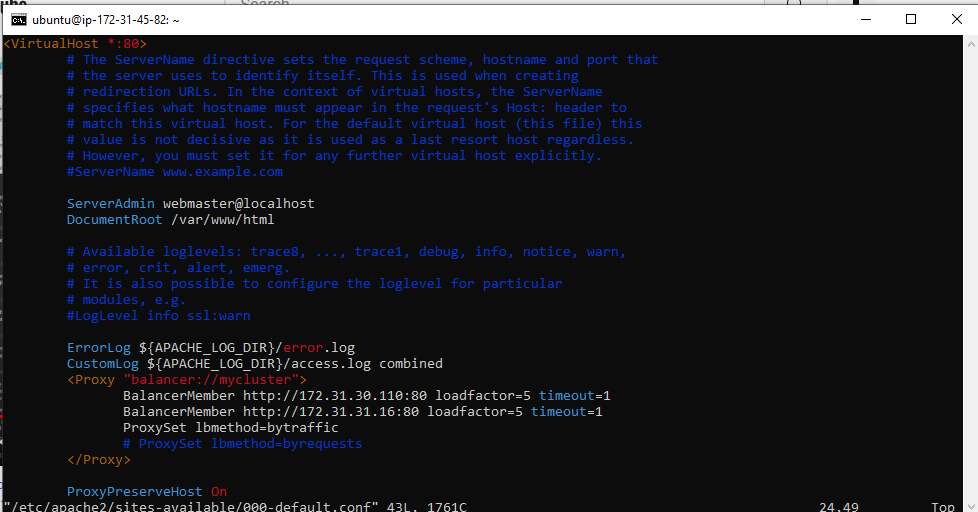 Search
ubuntu@ip-172-31-45-82: ~
<VirtualHost *:80>
# The ServerName directive sets the request scheme, hostname and port that
# the server uses to identify itself. This is used when creating
# redirection URLs. In the context of virtual hosts, the ServerName
# specifies what hostname must appear in the request's Host: header to
# match this virtual host. For the default virtual host (this file) this
# value is not decisive as it is used as a last resort host regardless.
# However, you must set it for any further virtual host explicitly.
#ServerName www.example.com
ServerAdmin webmaster@localhost
DocumentRoot /var/www/html
# Available loglevels: trace8, ..., trace1, debug, info, notice, warn,
# error, crit, alert, emerg.
# It is also possible to configure the loglevel for particular
# modules, e.g.
#LogLevel info ssl:warn
ErrorLog ${APACHE_LOG_DIR}/error.log
CustomLog ${APACHE_LOG_DIR}/access.log combined
<Proxy "balancer://mycluster">
BalancerMember http://172.31.30.110:80 loadfactor=5 timeout=1
BalancerMember http://172.31.31.16:80 loadfactor=5 timeout=1
ProxySet lbmethod=bytraffic
# ProxySet lbmethod=byrequests
</Proxy>
ProxyPreserveHost On
"/etc/apache2/sites-available/000-default.conf" 43L, 1761C 24,49 Top